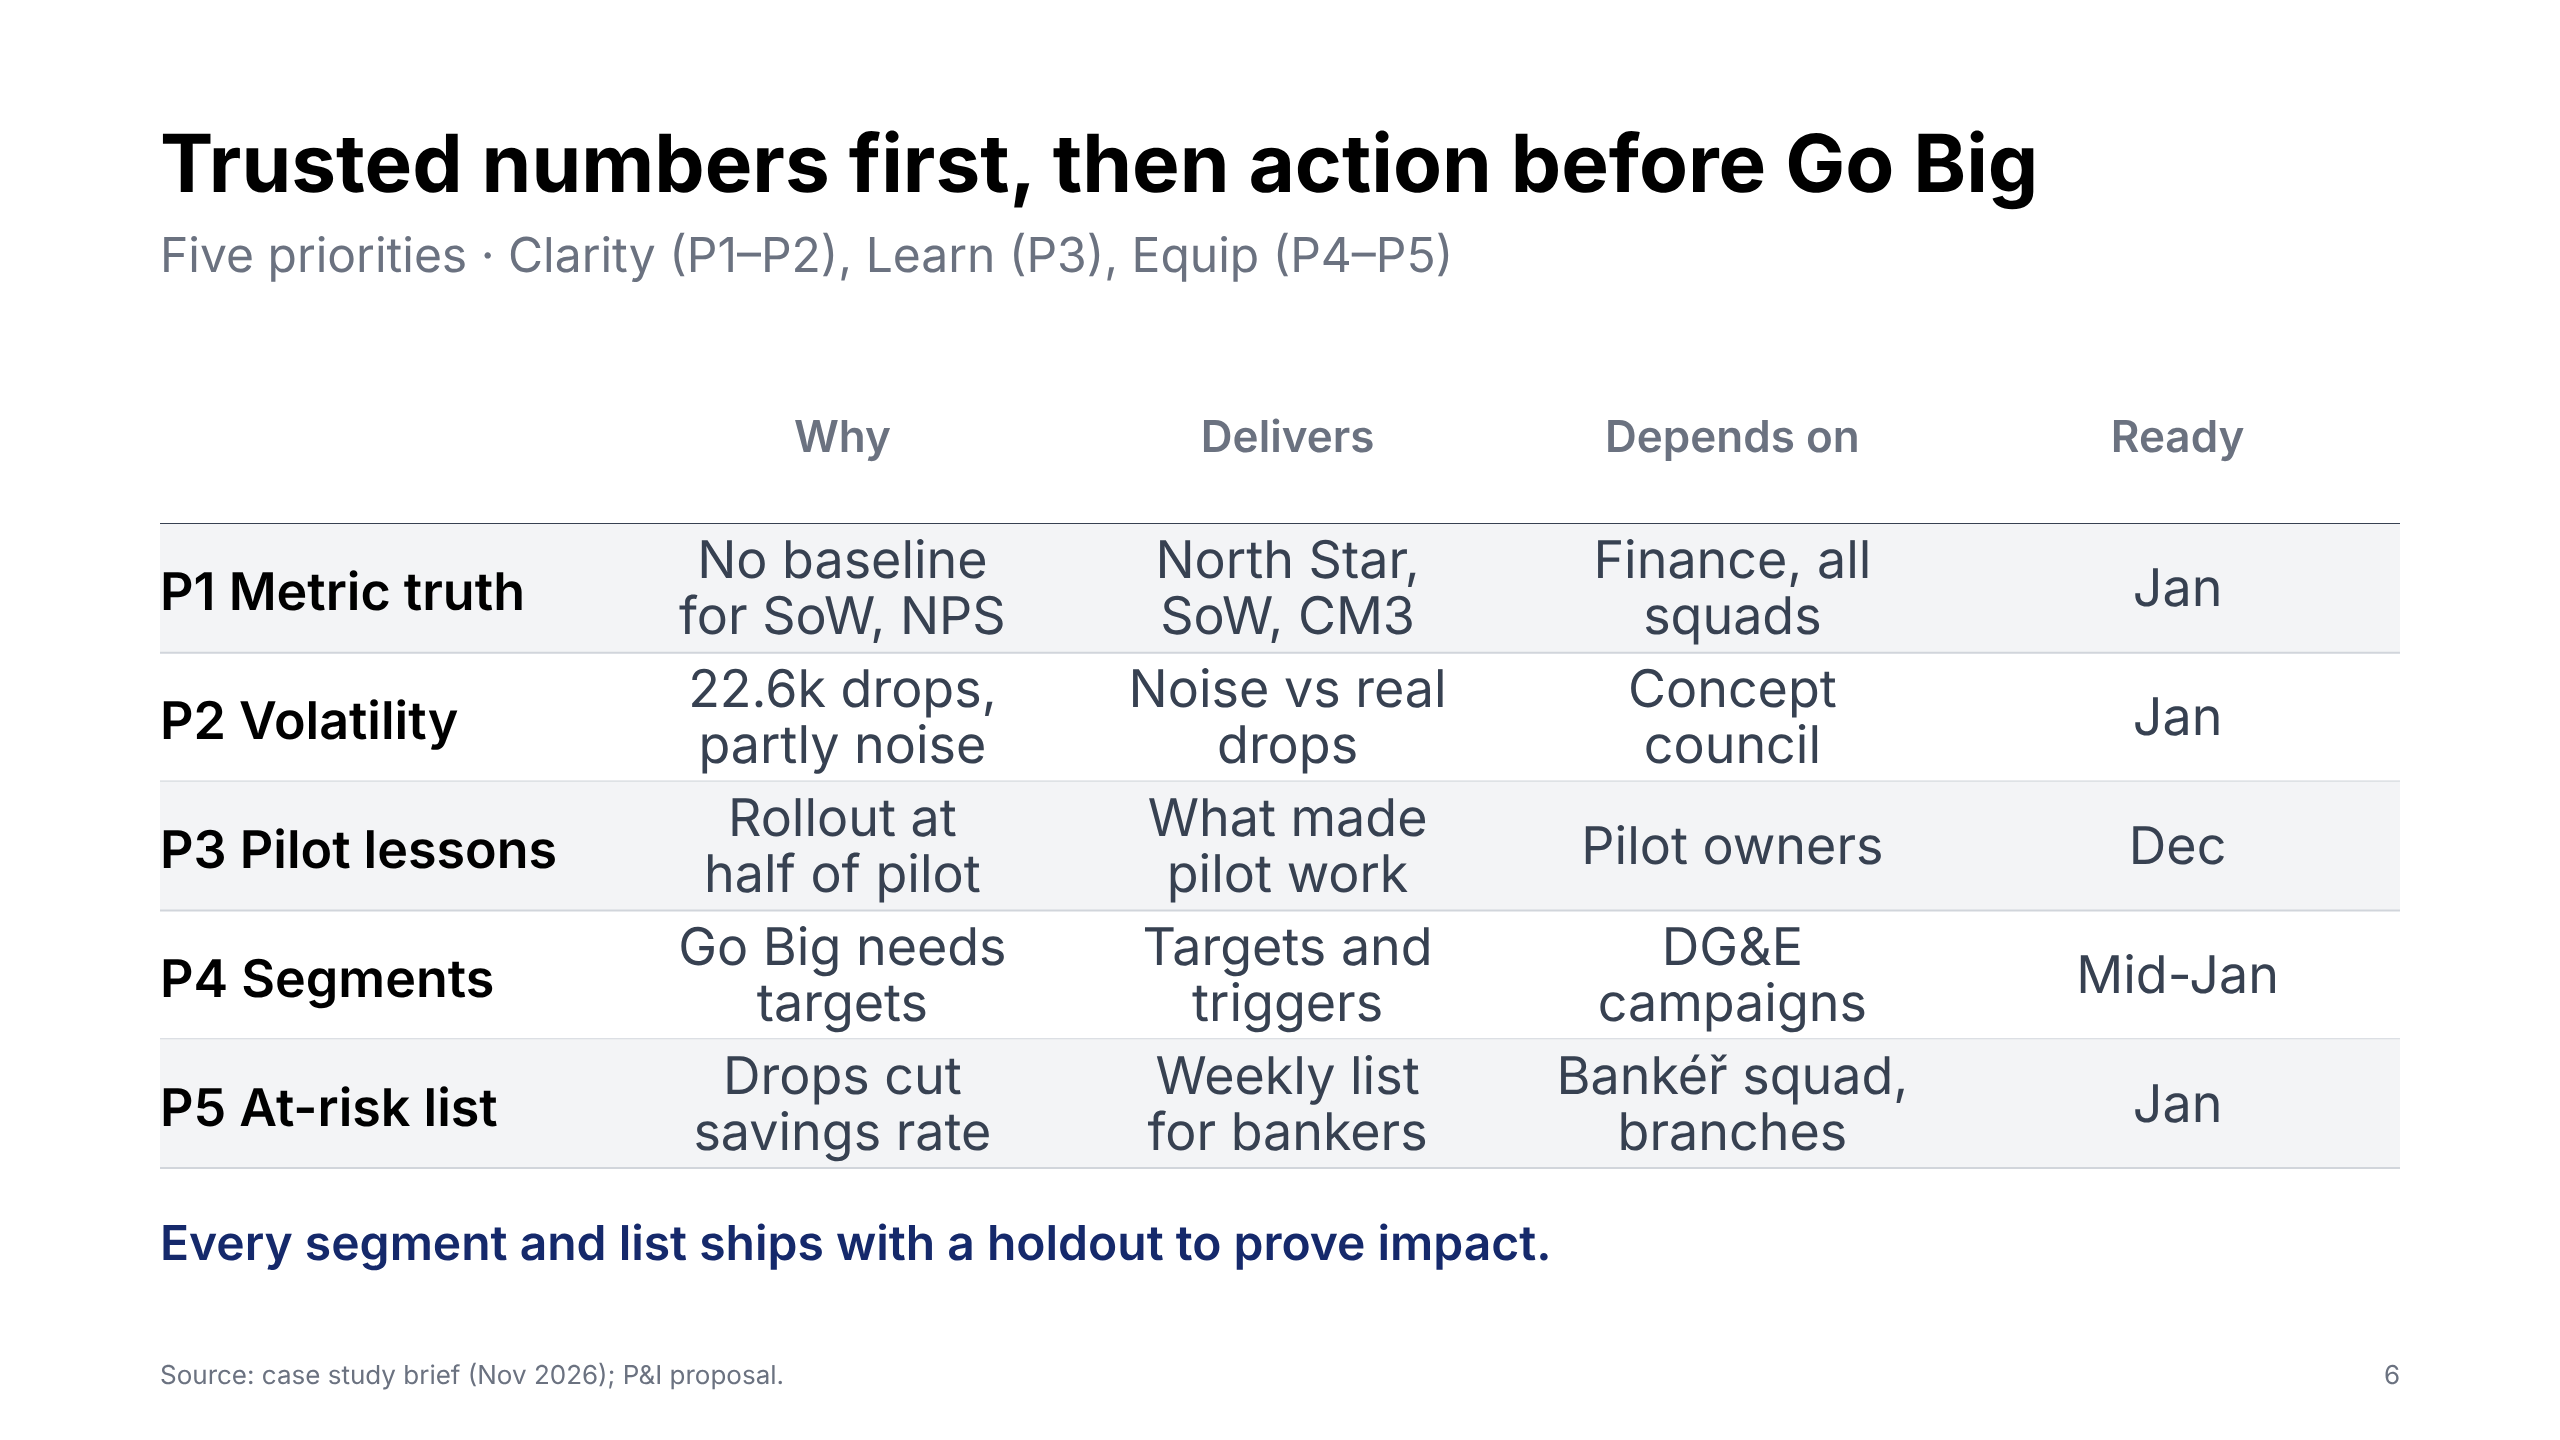 Trusted numbers first, then action before Go Big
Five priorities · Clarity (P1–P2), Learn (P3), Equip (P4–P5)
Why Delivers Depends on Ready
P1 Metric truth
No baseline
for SoW, NPS
North Star,
SoW, CM3
Finance, all
squads
Jan
P2 Volatility
22.6k drops,
partly noise
Noise vs real
drops
Concept
council
Jan
P3 Pilot lessons
Rollout at
half of pilot
What made
pilot work
Pilot owners
Dec
P4 Segments
Go Big needs
targets
Targets and
triggers
DG&E
campaigns
Mid-Jan
P5 At-risk list
Drops cut
savings rate
Weekly list
for bankers
Bankéř squad,
branches
Jan
Every segment and list ships with a holdout to prove impact.
Source: case study brief (Nov 2026); P&I proposal.
6